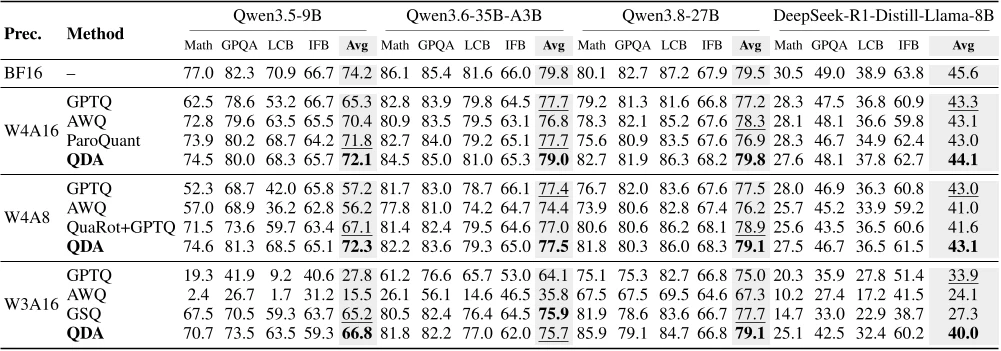 Prec. Method Qwen3.5-9B Qwen3.6-35B-A3B Qwen3.8-27B DeepSeek-R1-Distill-Llama-8B
Math GPQA LCB IFB Avg Math GPQA LCB IFB Avg Math GPQA LCB IFB Avg Math GPQA LCB IFB Avg
BF16 – 77.0 82.3 70.9 66.7 74.2 86.1 85.4 81.6 66.0 79.8 80.1 82.7 87.2 67.9 79.5 30.5 49.0 38.9 63.8 45.6
W4A16 GPTQ 62.5 78.6 53.2 66.7 65.3 82.8 83.9 79.8 64.5 77.7 79.2 81.3 81.6 66.8 77.2 28.3 47.5 36.8 60.9 43.3
AWQ 72.8 79.6 63.5 65.5 70.4 80.9 83.5 79.5 63.1 76.8 78.3 82.1 85.2 67.6 78.3 28.1 48.1 36.6 59.8 43.1
ParoQuant 73.9 80.2 68.7 64.2 71.8 82.7 84.0 79.2 65.1 77.7 75.6 80.9 83.5 67.6 76.9 28.3 46.7 34.9 62.4 43.0
QDA 74.5 80.0 68.3 65.7 72.1 84.5 85.0 81.0 65.3 79.0 82.7 81.9 86.3 68.2 79.8 27.6 48.1 37.8 62.7 44.1
W4A8 GPTQ 52.3 68.7 42.0 65.8 57.2 81.7 83.0 78.7 66.1 77.4 76.7 82.0 83.6 67.6 77.5 28.0 46.9 36.3 60.8 43.0
AWQ 57.0 68.9 36.2 62.8 56.2 77.8 81.0 74.2 64.7 74.4 73.9 80.6 82.8 67.4 76.2 25.7 45.2 33.9 59.2 41.0
QuaRot+GPTQ 71.5 73.6 59.7 63.4 67.1 81.4 82.4 79.5 64.6 77.0 80.6 80.6 86.2 68.1 78.9 25.6 43.5 36.5 60.6 41.6
QDA 74.6 81.3 68.5 65.1 72.3 82.2 83.6 79.3 65.0 77.5 81.8 80.3 86.0 68.3 79.1 27.5 46.7 36.5 61.5 43.1
W3A16 GPTQ 19.3 41.9 9.2 40.6 27.8 61.2 76.6 65.7 53.0 64.1 75.1 75.3 82.7 66.8 75.0 20.3 35.9 27.8 51.4 33.9
AWQ 2.4 26.7 1.7 31.2 15.5 26.1 56.1 14.6 46.5 35.8 67.5 67.5 69.5 64.6 67.3 10.2 27.4 17.2 41.5 24.1
GSQ 67.5 70.5 59.3 63.7 65.2 80.5 82.4 76.4 64.5 75.9 81.9 78.6 83.6 66.7 77.7 14.7 33.0 22.9 38.7 27.3
QDA 70.7 73.5 63.5 59.3 66.8 81.8 82.2 77.0 62.0 75.7 85.9 79.1 84.7 66.8 79.1 25.1 42.5 32.4 60.2 40.0